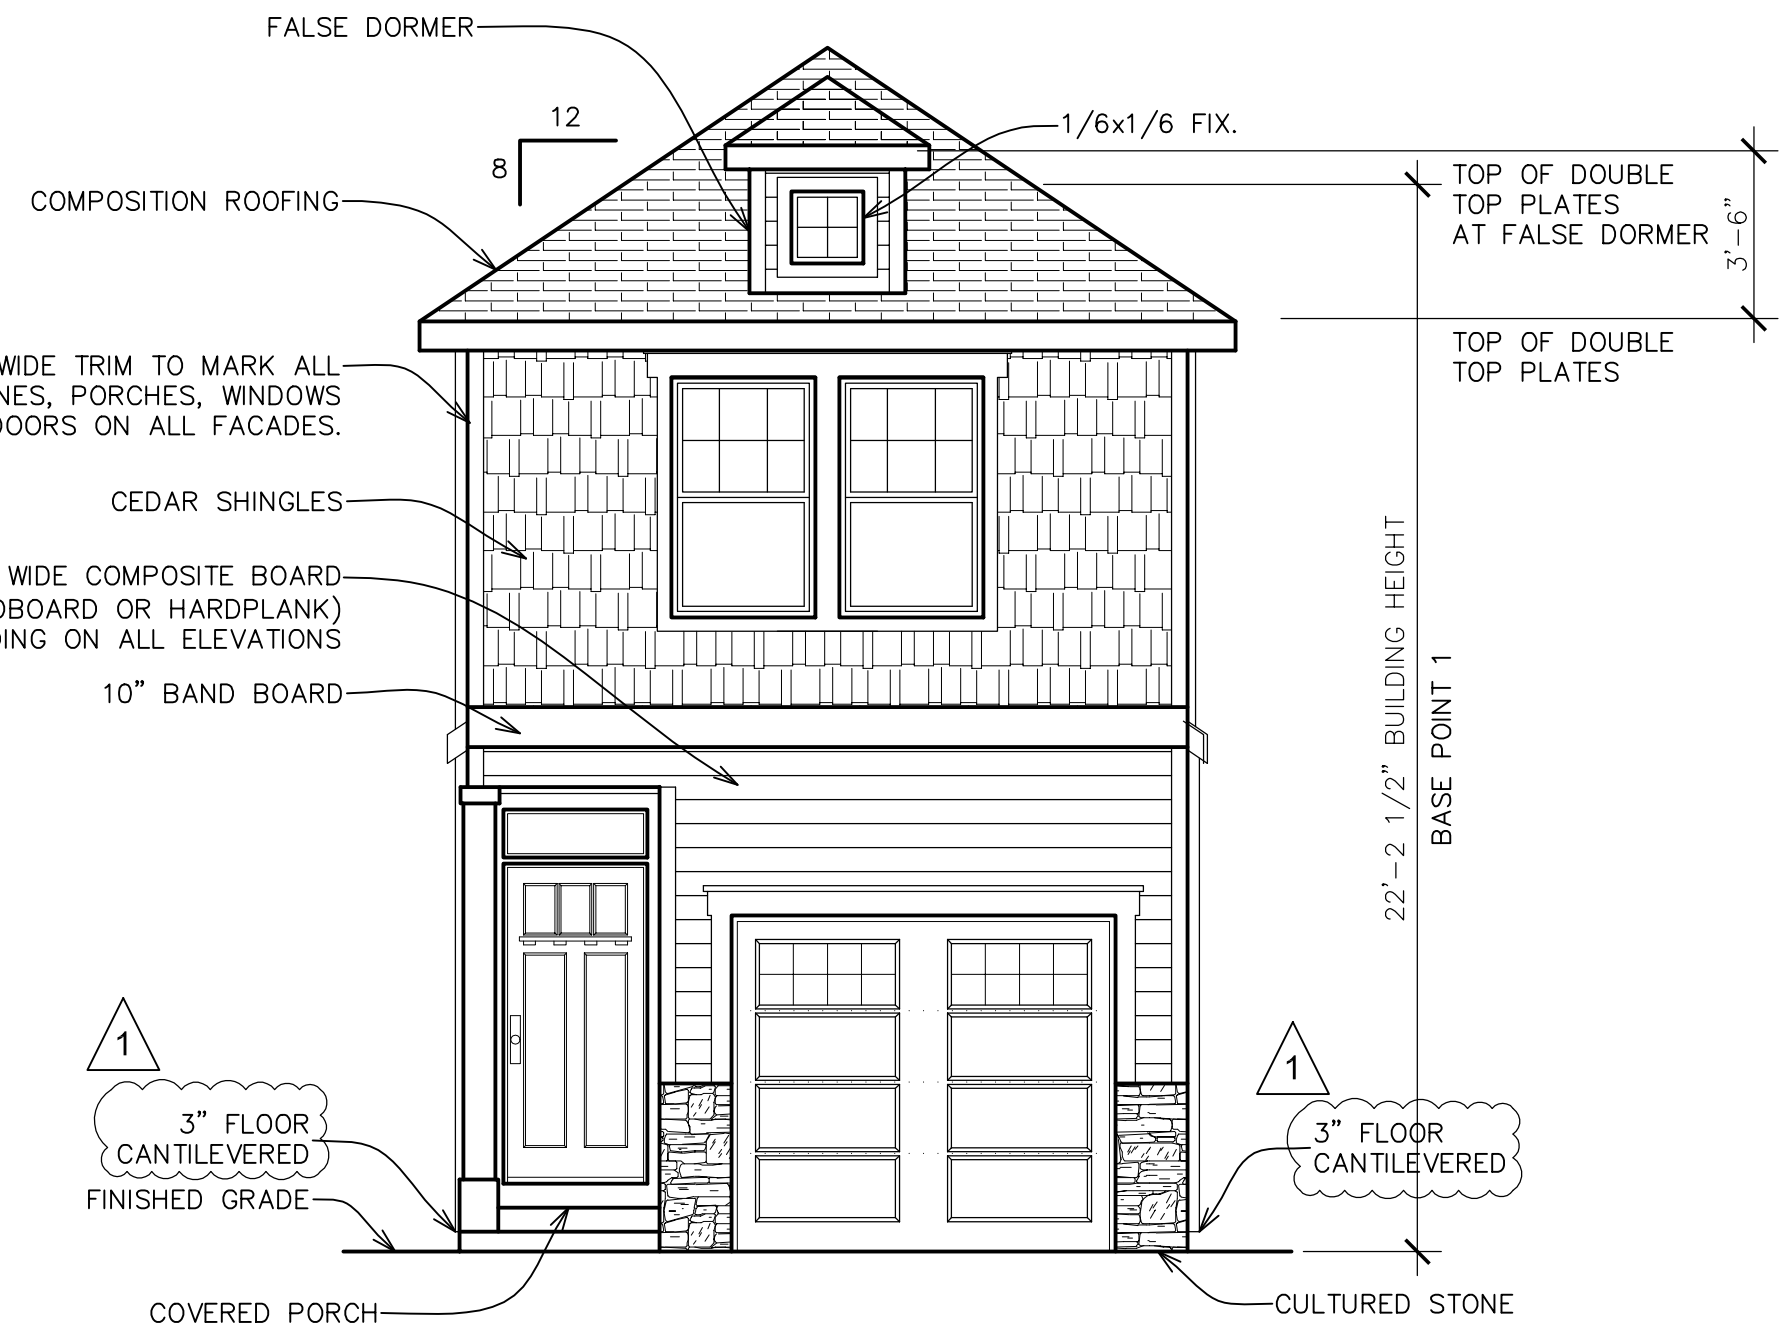 FALSE DORMER
12
8
1/6x1/6 FIX.
COMPOSITION ROOFING
TOP OF DOUBLE
TOP PLATES
AT FALSE DORMER
3'-6"
TOP OF DOUBLE
TOP PLATES
WIDE TRIM TO MARK ALL
PORCHES, WINDOWS
DOORS ON ALL FACADES.
CEDAR SHINGLES
WIDE COMPOSITE BOARD
OR HARDPLANK)
ON ALL ELEVATIONS
10" BAND BOARD
22'-2 1/2" BUILDING HEIGHT
BASE POINT 1
1
3" FLOOR
CANTILEVERED
FINISHED GRADE
COVERED PORCH
1
3" FLOOR
CANTILEVERED
CULTURED STONE